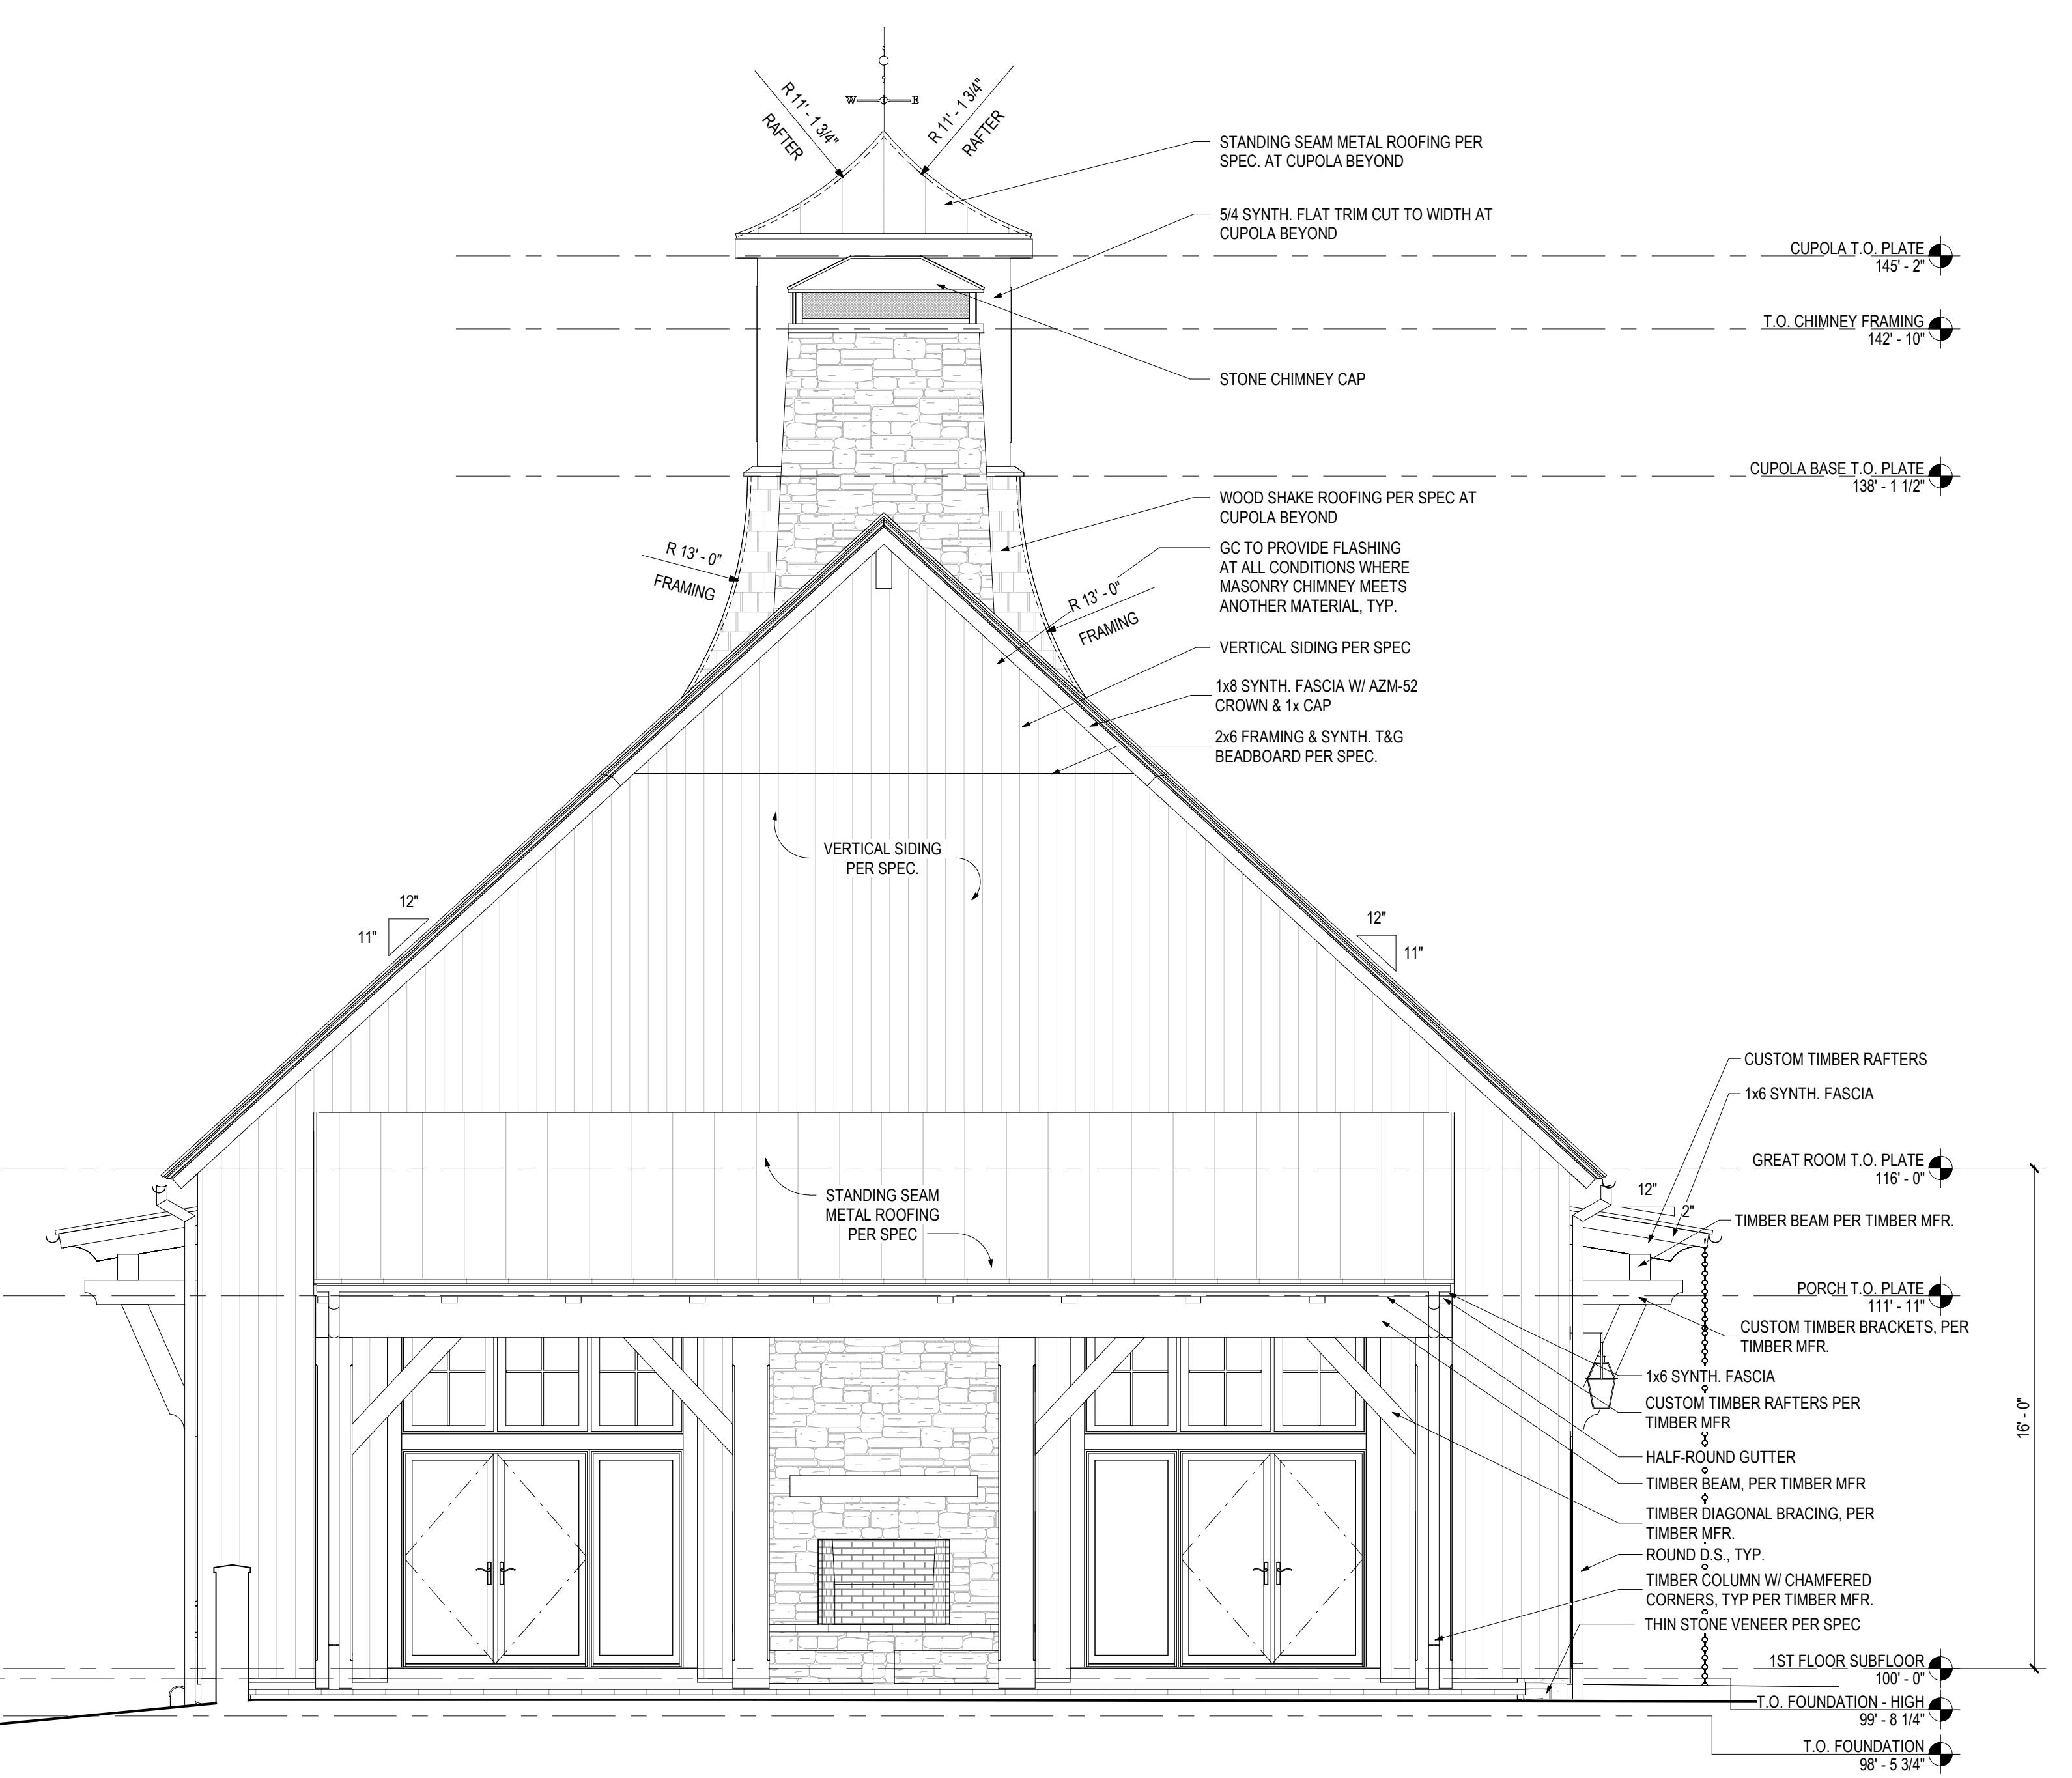 W
E
R 11' - 1 3/4"
RAFTER
R 11' - 1 3/4"
RAFTER
STANDING SEAM METAL ROOFING PER
SPEC. AT CUPOLA BEYOND
5/4 SYNTH. FLAT TRIM CUT TO WIDTH AT
CUPOLA BEYOND
CUPOLA T.O. PLATE
145' - 2"
T.O. CHIMNEY FRAMING
142' - 10"
STONE CHIMNEY CAP
CUPOLA BASE T.O. PLATE
138' - 1 1/2"
WOOD SHAKE ROOFING PER SPEC AT
CUPOLA BEYOND
R 13' - 0"
FRAMING
R 13' - 0"
FRAMING
GC TO PROVIDE FLASHING
AT ALL CONDITIONS WHERE
MASONRY CHIMNEY MEETS
ANOTHER MATERIAL, TYP.
VERTICAL SIDING PER SPEC
1x8 SYNTH. FASCIA W/ AZM-52
CROWN & 1x CAP
2x6 FRAMING & SYNTH. T&G
BEADBOARD PER SPEC.
VERTICAL SIDING
PER SPEC.
12"
11"
12"
11"
CUSTOM TIMBER RAFTERS
1x6 SYNTH. FASCIA
GREAT ROOM T.O. PLATE
116' - 0"
STANDING SEAM
METAL ROOFING
PER SPEC
12"
2"
TIMBER BEAM PER TIMBER MFR.
PORCH T.O. PLATE
111' - 11"
CUSTOM TIMBER BRACKETS, PER
TIMBER MFR.
1x6 SYNTH. FASCIA
CUSTOM TIMBER RAFTERS PER
TIMBER MFR
16' - 0"
HALF-ROUND GUTTER
TIMBER BEAM, PER TIMBER MFR
TIMBER DIAGONAL BRACING, PER
TIMBER MFR.
ROUND D.S., TYP.
TIMBER COLUMN W/ CHAMFERED
CORNERS, TYP PER TIMBER MFR.
THIN STONE VENEER PER SPEC
1ST FLOOR SUBFLOOR
100' - 0"
T.O. FOUNDATION - HIGH
99' - 8 1/4"
T.O. FOUNDATION
98' - 5 3/4"